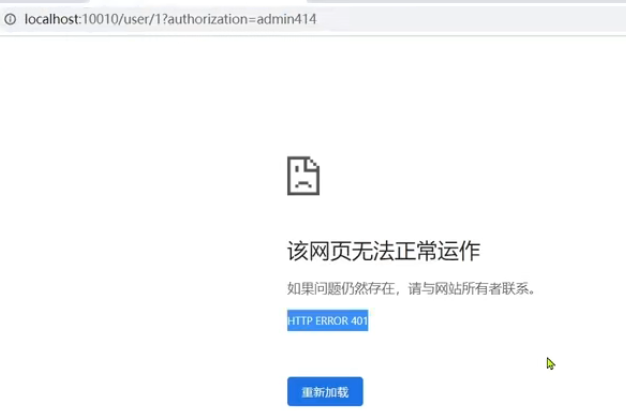 localhost:10010/user/1?authorization=admin414
该网页无法正常运作
如果问题仍然存在，请与网站所有者联系。
HTTP ERROR 401
重新加载